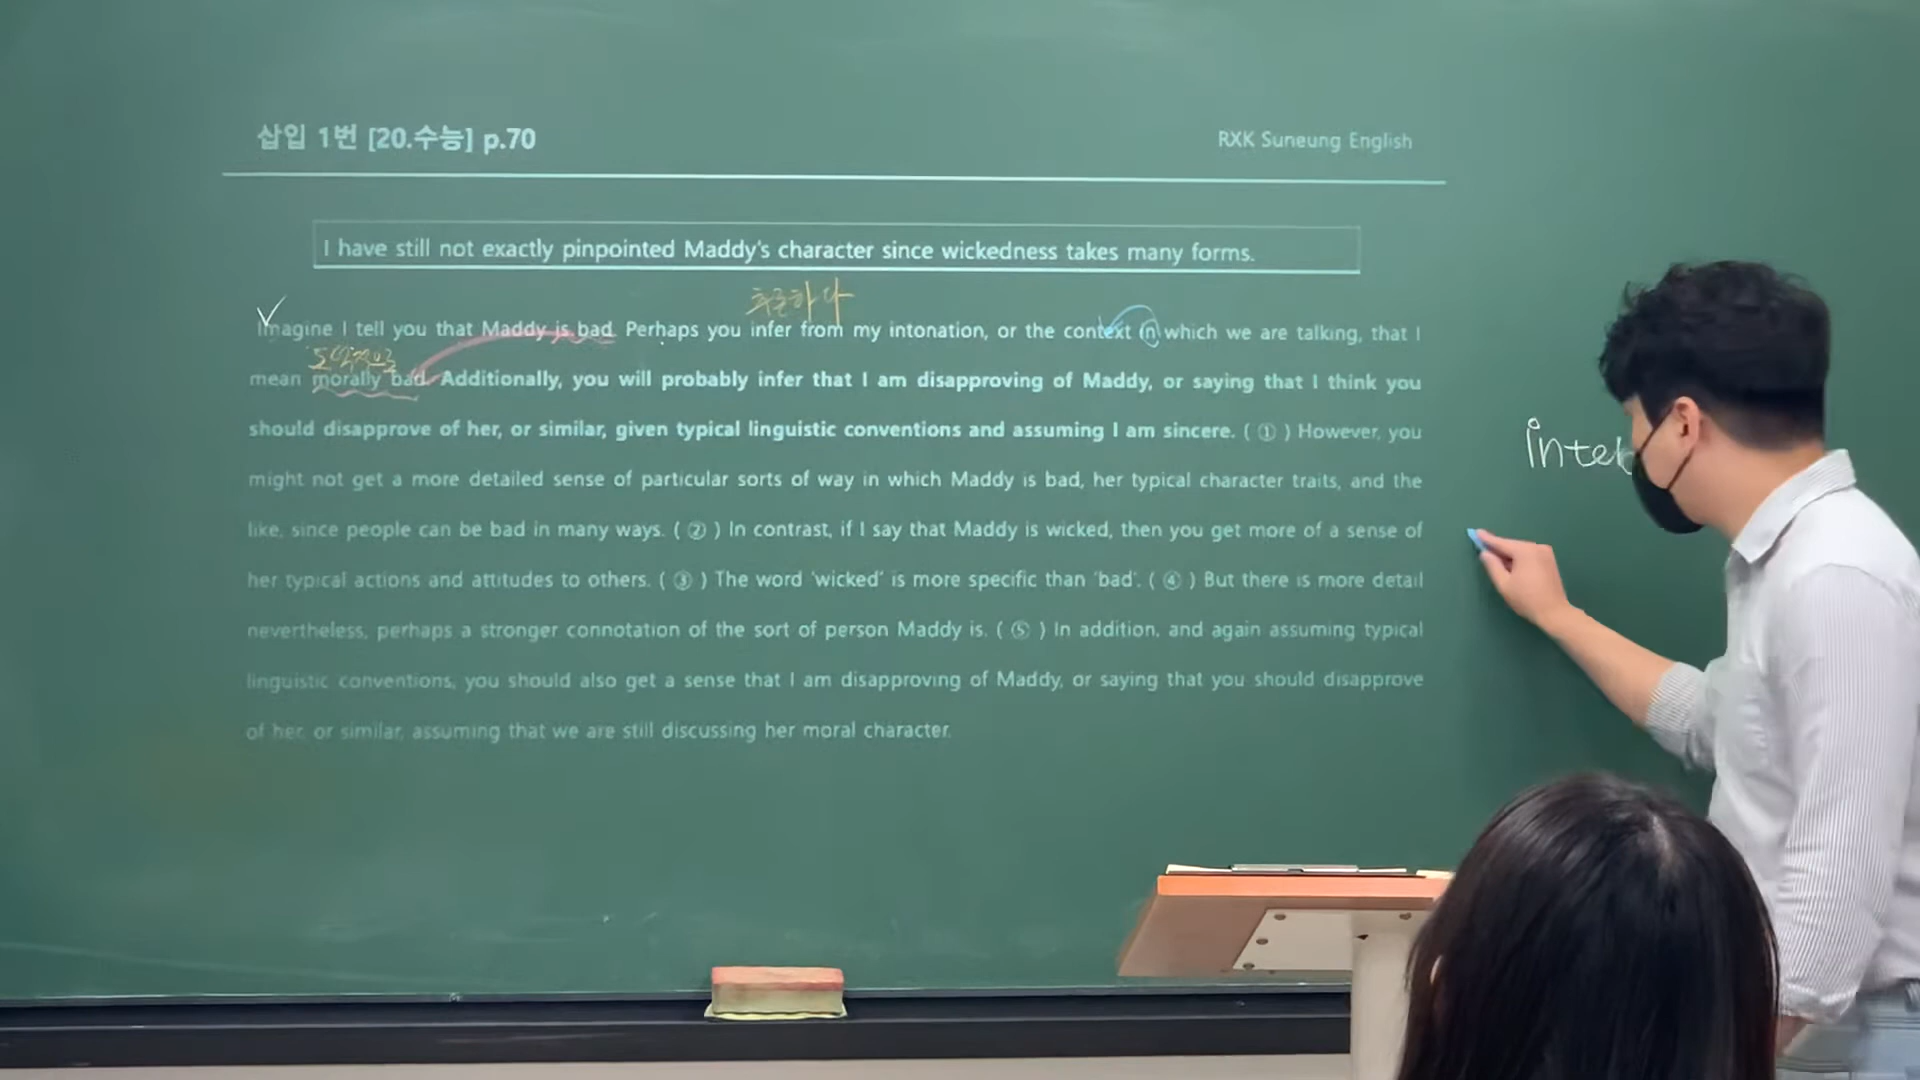 삽입 1번 [20.수능] p.70
RXK Suneung English
I have still not exactly pinpointed Maddy's character since wickedness takes many forms.
Imagine I tell you that Maddy is bad. Perhaps you infer from my intonation, or the context in which we are talking, that I
mean morally bad. Additionally, you will probably infer that I am disapproving of Maddy, or saying that I think you
should disapprove of her, or similar, given typical linguistic conventions and assuming I am sincere. ( ① ) However, you
might not get a more detailed sense of particular sorts of way in which Maddy is bad, her typical character traits, and the
like, since people can be bad in many ways. ( ② ) In contrast, if I say that Maddy is wicked, then you get more of a sense of
her typical actions and attitudes to others. ( ③ ) The word 'wicked' is more specific than 'bad'. ( ④ ) But there is more detail
nevertheless, perhaps a stronger connotation of the sort of person Maddy is. ( ⑤ ) In addition, and again assuming typical
linguistic conventions, you should also get a sense that I am disapproving of Maddy, or saying that you should disapprove
of her, or similar, assuming that we are still discussing her moral character.